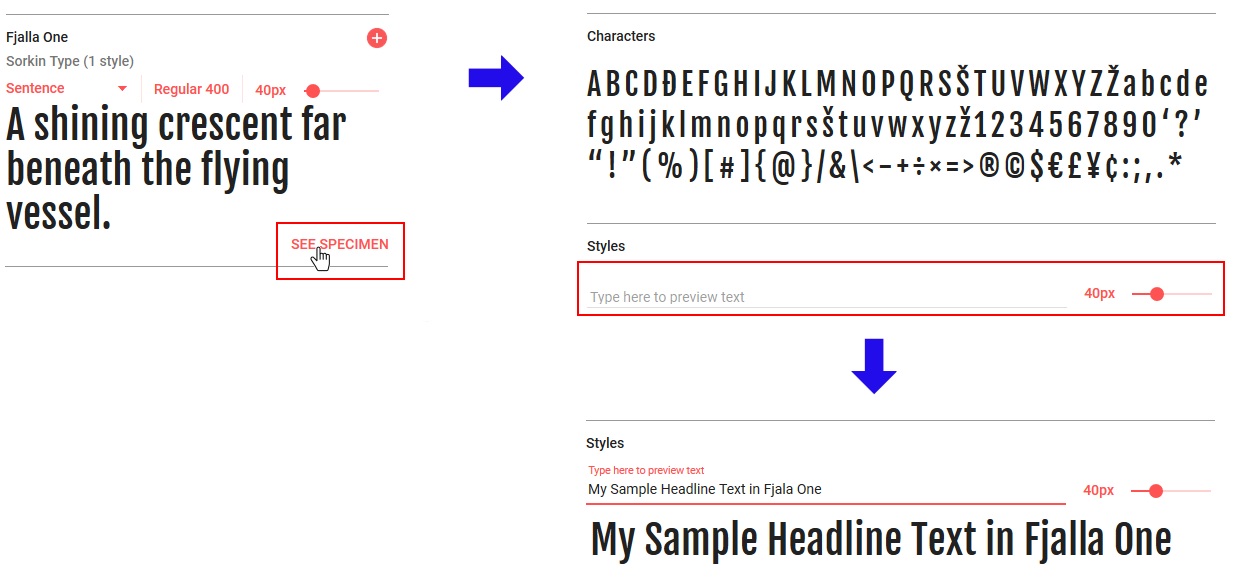 Fjalla One
Sorkin Type (1 style)
Sentence Regular 400 40px
A shining crescent far
beneath the flying
vessel.
SEE SPECIMEN
Characters
ABCDĐEFGHIJKLMNOPQRSŠTUVWXYZŽabcde
fghijklmnopqrsštuvwxyzž1234567890‘?’
“!”(%)[#]{@}/&\<-+÷×=>®©$€£¥¢:;,.*
Styles
Type here to preview text 40px
Styles
Type here to preview text
My Sample Headline Text in Fjala One 40px
My Sample Headline Text in Fjalla One